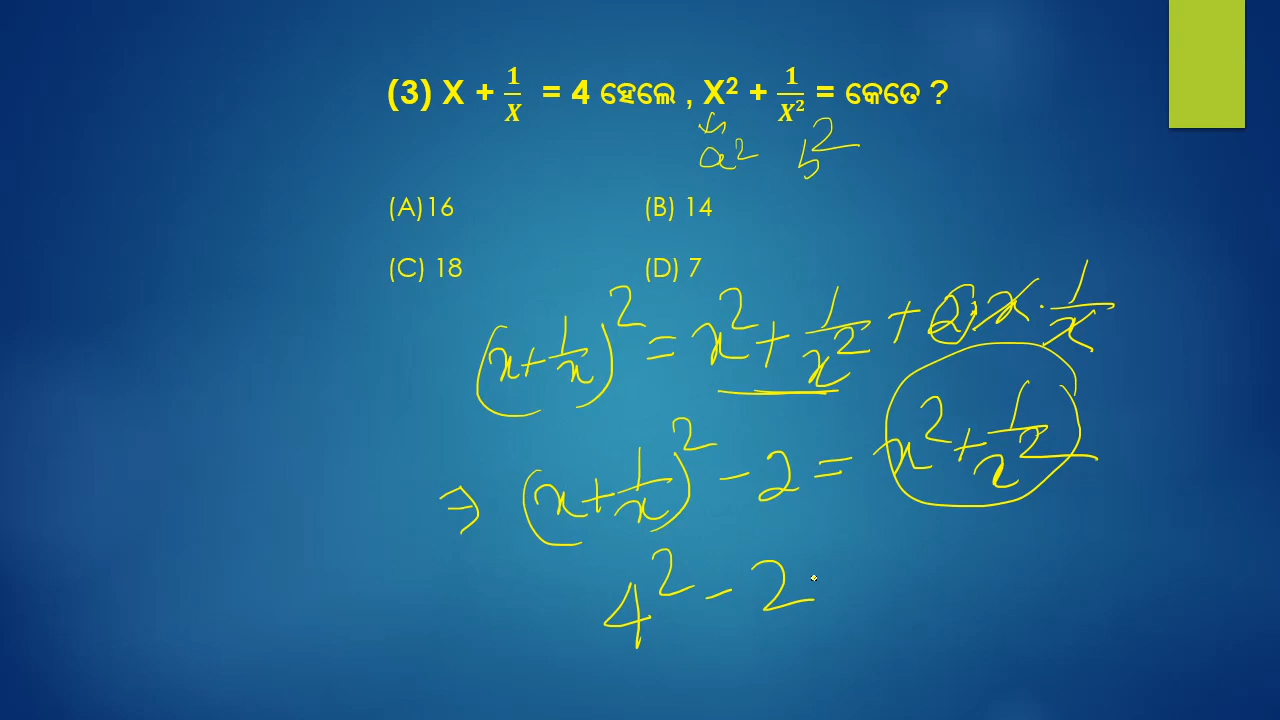 (3) X + 1/X = 4 ହେଲେ , X² + 1/X² = କେତେ ?
a² b²
(A)16 (B) 14
(C) 18 (D) 7
(x+1/x)² = x² + 1/x² + 2·x·1/x
⇒ (x+1/x)² - 2 = x² + 1/x²
4² - 2